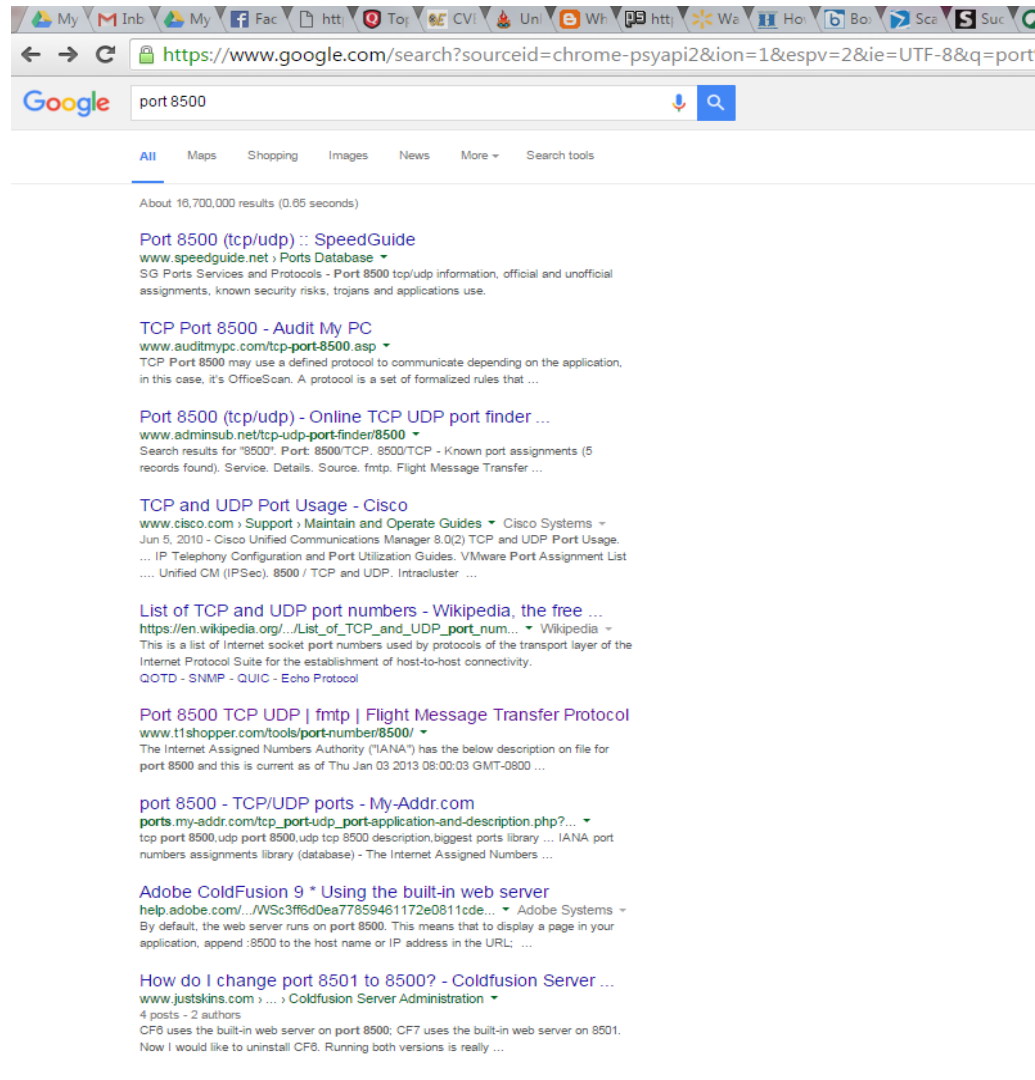 My
M Inb
My
Fac
htt
Top
CVE
Unl
Wh
htt
Wa
How
Box
Sca
Suc
https://www.google.com/search?sourceid=chrome-psyapi2&ion=1&espv=2&ie=UTF-8&q=port
Google
port 8500
All Maps Shopping Images News More Search tools
About 16,700,000 results (0.65 seconds)
Port 8500 (tcp/udp) :: SpeedGuide
www.speedguide.net › Ports Database
SG Ports Services and Protocols - Port 8500 tcp/udp information, official and unofficial
assignments, known security risks, trojans and applications use.
TCP Port 8500 - Audit My PC
www.auditmypc.com/tcp-port-8500.asp
TCP Port 8500 may use a defined protocol to communicate depending on the application,
in this case, it's OfficeScan. A protocol is a set of formalized rules that ...
Port 8500 (tcp/udp) - Online TCP UDP port finder ...
www.adminsub.net/tcp-udp-port-finder/8500
Search results for "8500". Port: 8500/TCP. 8500/TCP - Known port assignments (5
records found). Service. Details. Source. fmtp. Flight Message Transfer ...
TCP and UDP Port Usage - Cisco
www.cisco.com › Support › Maintain and Operate Guides Cisco Systems
Jun 5, 2010 - Cisco Unified Communications Manager 8.0(2) TCP and UDP Port Usage.
... IP Telephony Configuration and Port Utilization Guides. VMware Port Assignment List
.... Unified CM (IPSec). 8500 / TCP and UDP. Intracluster ...
List of TCP and UDP port numbers - Wikipedia, the free ...
https://en.wikipedia.org/.../List_of_TCP_and_UDP_port_num... Wikipedia
This is a list of Internet socket port numbers used by protocols of the transport layer of the
Internet Protocol Suite for the establishment of host-to-host connectivity.
QOTD - SNMP - QUIC - Echo Protocol
Port 8500 TCP UDP | fmtp | Flight Message Transfer Protocol
www.t1shopper.com/tools/port-number/8500/
The Internet Assigned Numbers Authority ("IANA") has the below description on file for
port 8500 and this is current as of Thu Jan 03 2013 08:00:03 GMT-0800 ...
port 8500 - TCP/UDP ports - My-Addr.com
ports.my-addr.com/tcp_port-udp_port-application-and-description.php?...
tcp port 8500,udp port 8500,udp tcp 8500 description,biggest ports library ... IANA port
numbers assignments library (database) - The Internet Assigned Numbers ...
Adobe ColdFusion 9 * Using the built-in web server
help.adobe.com/.../WSc3ff6d0ea77859461172e0811cde... Adobe Systems
By default, the web server runs on port 8500. This means that to display a page in your
application, append :8500 to the host name or IP address in the URL; ...
How do I change port 8501 to 8500? - Coldfusion Server ...
www.justskins.com › ... › Coldfusion Server Administration
4 posts - 2 authors
CF6 uses the built-in web server on port 8500; CF7 uses the built-in web server on 8501.
Now I would like to uninstall CF6. Running both versions is really ...